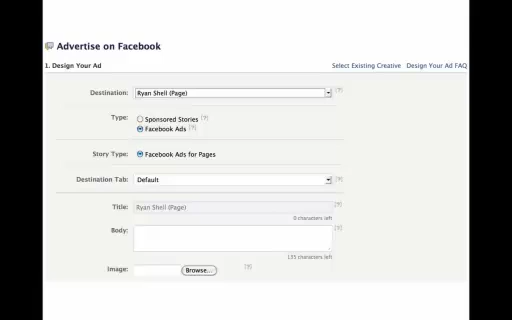 Advertise on Facebook
1. Design Your Ad Select Existing Creative Design Your Ad FAQ
Destination: Ryan Shell (Page) [?]
Type: Sponsored Stories [?]
Facebook Ads [?]
Story Type: Facebook Ads for Pages
Destination Tab: Default [?]
Title: Ryan Shell (Page) [?]
0 characters left
Body: [?]
135 characters left
Image: Browse... [?]